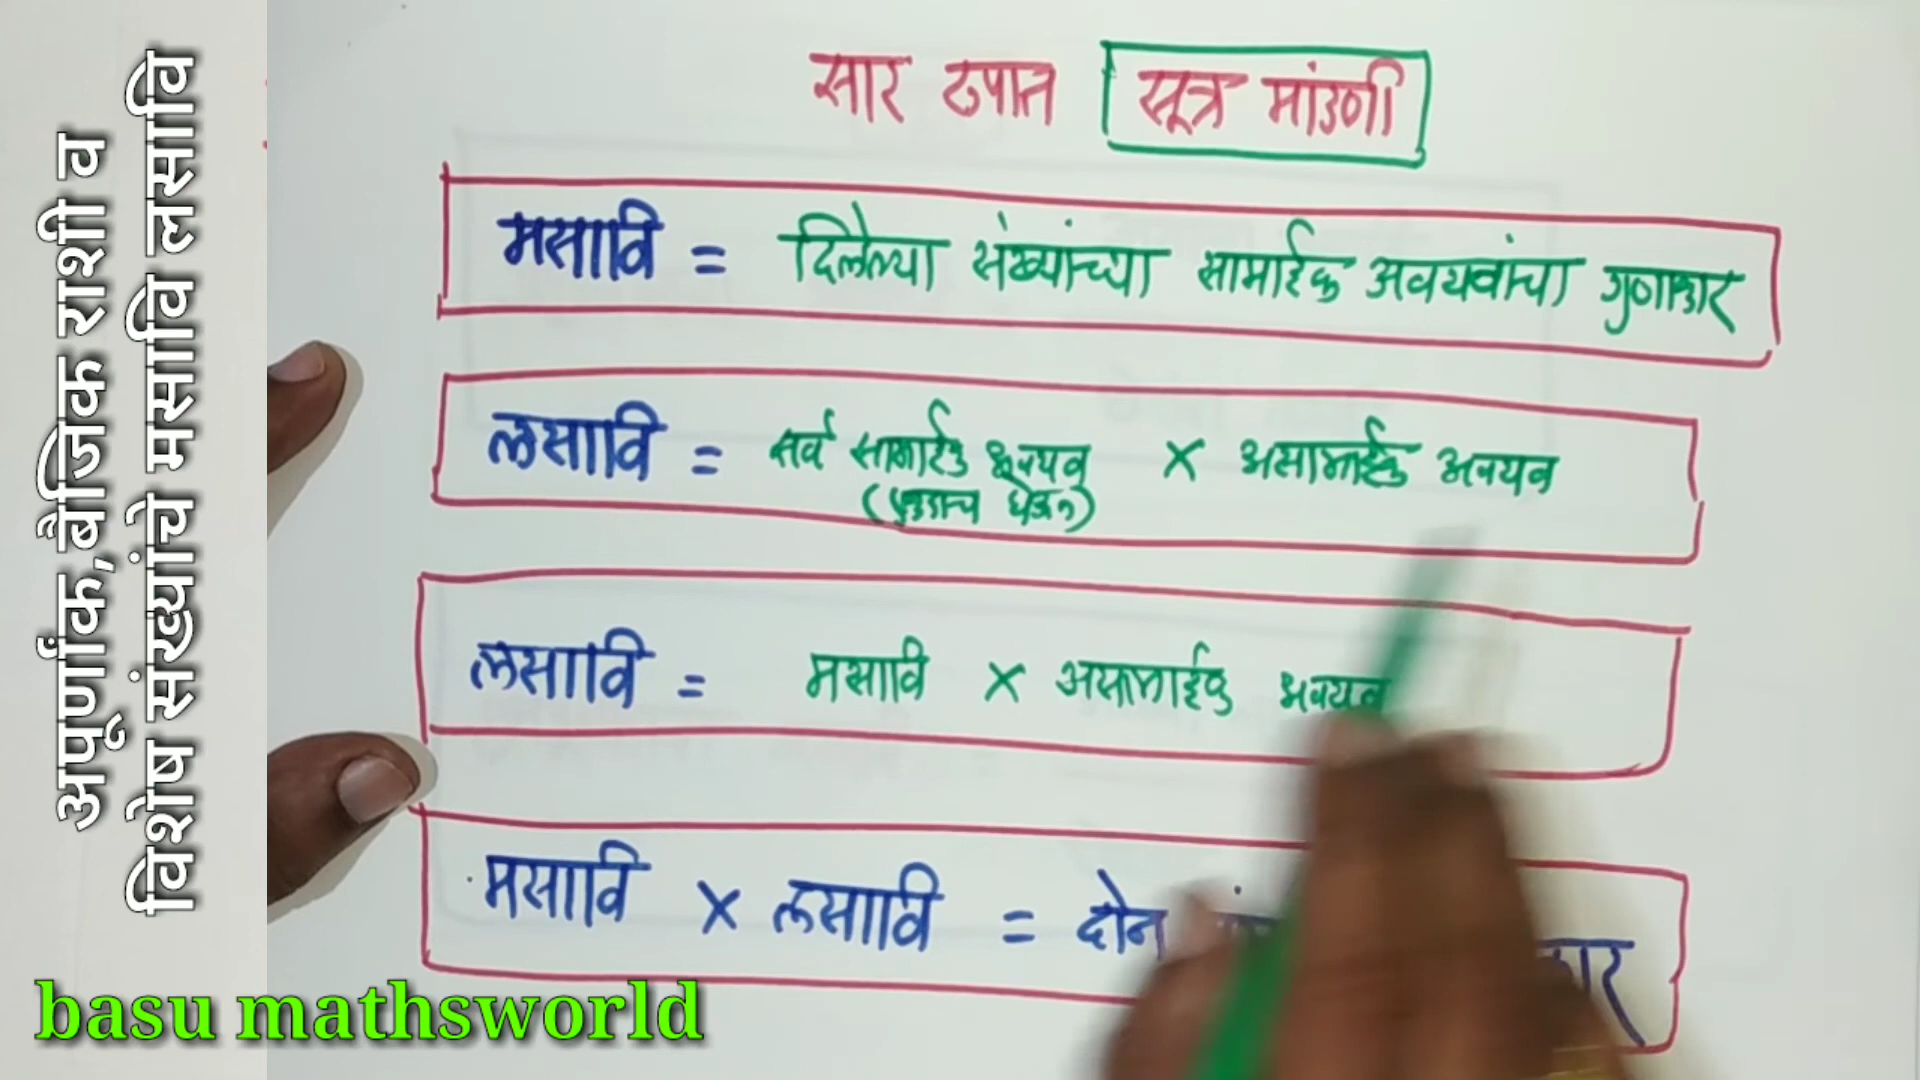 अपूर्णांक,बैजिक राशी व
विशेष संख्यांचे मसावि लसावि
सार रुपात सूत्र मांडणी
मसावि = दिलेल्या संख्यांच्या सामाईक अवयवांचा गुणाकार
लसावि = सर्व सामाईक अवयव × असामाईक अवयव
(एकदाच घेऊन)
लसावि = मसावि × असामाईक अवयव
मसावि × लसावि = दोन
basu mathsworld